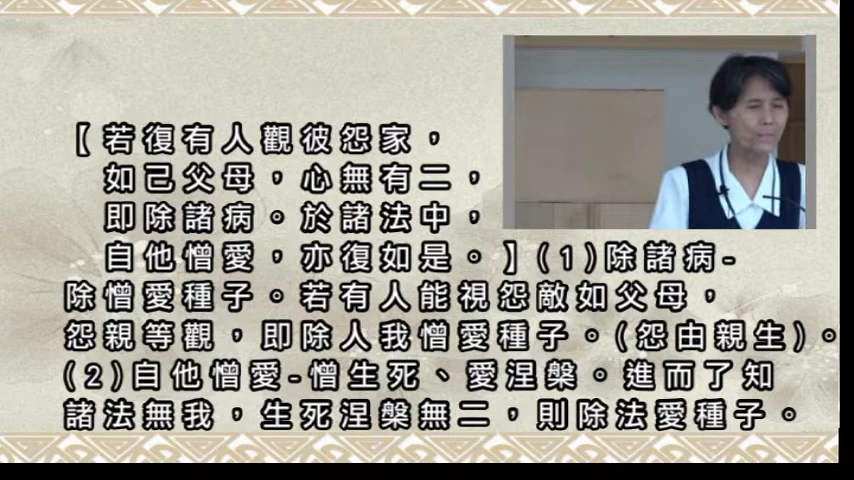 【若復有人觀彼怨家，
如己父母，心無有二，
即除諸病。於諸法中，
自他憎愛，亦復如是。】(1)除諸病-
除憎愛種子。若有人能視怨敵如父母，
怨親等觀，即除人我憎愛種子。(怨由親生)。
(2)自他憎愛-憎生死、愛涅槃。進而了知
諸法無我，生死涅槃無二，則除法愛種子。